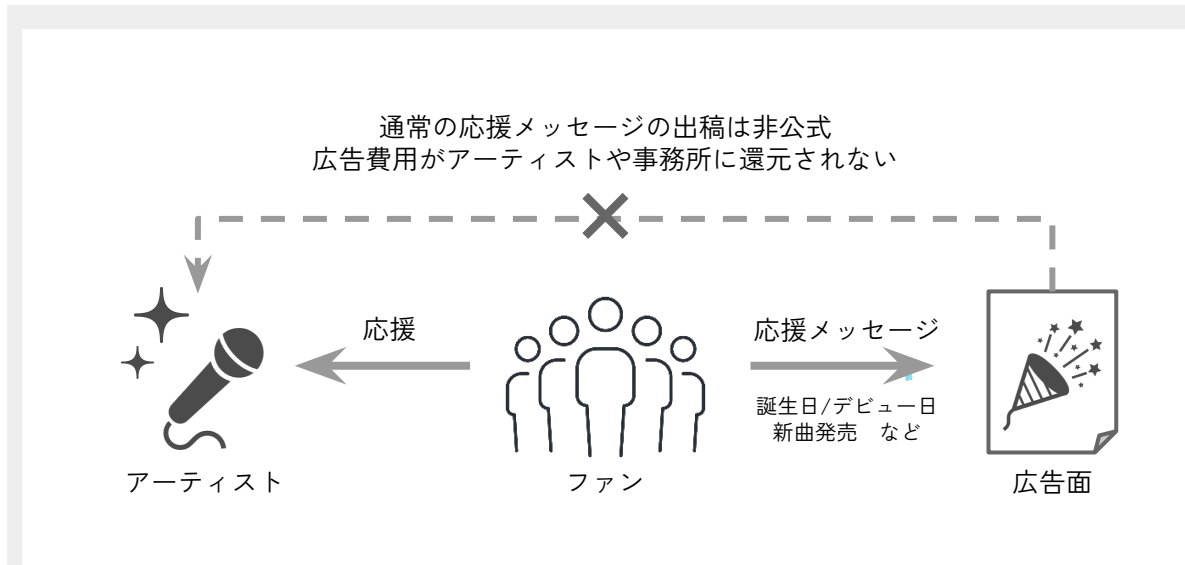 通常の応援メッセージの出稿は非公式
広告費用がアーティストや事務所に還元されない
応援
応援メッセージ
誕生日/デビュー日
新曲発売　など
アーティスト
ファン
広告面